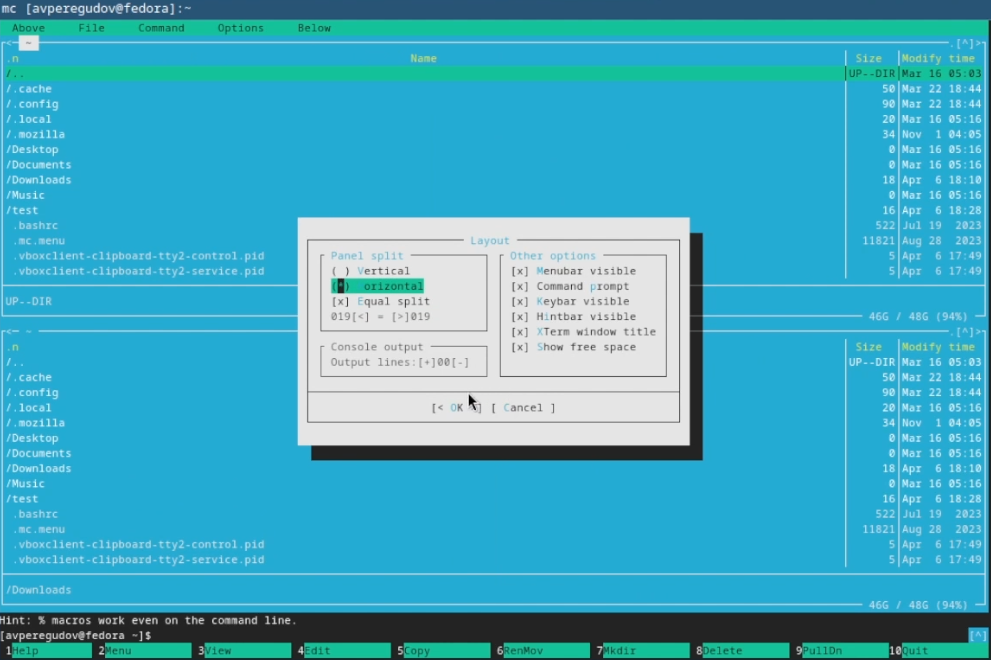 mc [avperegudov@fedora]:~
Above File Command Options Below
<- ~ .[^]>
.n Name Size Modify time
/.. UP--DIR Mar 16 05:03
/.cache 50 Mar 22 18:44
/.config 90 Mar 22 18:44
/.local 20 Mar 16 05:16
/.mozilla 34 Nov 1 04:05
/Desktop 0 Mar 16 05:16
/Documents 0 Mar 16 05:16
/Downloads 18 Apr 6 18:10
/Music 0 Mar 16 05:16
/test 16 Apr 6 18:28
.bashrc 522 Jul 19 2023
.mc.menu 11821 Aug 28 2023
.vboxclient-clipboard-tty2-control.pid 5 Apr 6 17:49
.vboxclient-clipboard-tty2-service.pid 5 Apr 6 17:49
UP--DIR
46G / 48G (94%)
Layout
Panel split
( ) Vertical
(*) orizontal
[x] Equal split
019[<] = [>]019
Console output
Output lines:[+]00[-]
Other options
[x] Menubar visible
[x] Command prompt
[x] Keybar visible
[x] Hintbar visible
[x] XTerm window title
[x] Show free space
[< OK >] [ Cancel ]
<- ~ .[^]>
.n Size Modify time
/.. UP--DIR Mar 16 05:03
/.cache 50 Mar 22 18:44
/.config 90 Mar 22 18:44
/.local 20 Mar 16 05:16
/.mozilla 34 Nov 1 04:05
/Desktop 0 Mar 16 05:16
/Documents 0 Mar 16 05:16
/Downloads 18 Apr 6 18:10
/Music 0 Mar 16 05:16
/test 16 Apr 6 18:28
.bashrc 522 Jul 19 2023
.mc.menu 11821 Aug 28 2023
.vboxclient-clipboard-tty2-control.pid 5 Apr 6 17:49
.vboxclient-clipboard-tty2-service.pid 5 Apr 6 17:49
/Downloads
46G / 48G (94%)
Hint: % macros work even on the command line.
[avperegudov@fedora ~]$ [^]
1Help 2Menu 3View 4Edit 5Copy 6RenMov 7Mkdir 8Delete 9PullDn 10Quit